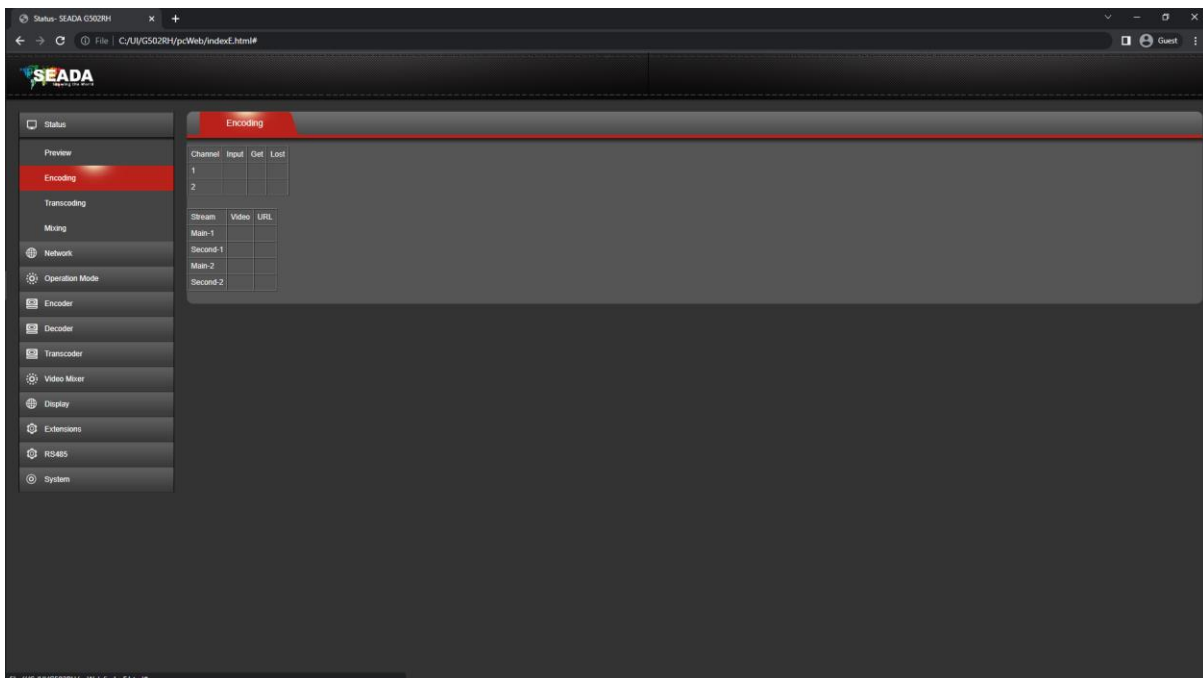 Status- SEADA G502RH
File | C:/UI/G502RH/pcWeb/indexE.html#
Guest
SEADA
Status
Preview
Encoding
Transcoding
Mixing
Network
Operation Mode
Encoder
Decoder
Transcoder
Video Mixer
Display
Extensions
RS485
System
Encoding
Channel Input Get Lost
1
2
Stream Video URL
Main-1
Second-1
Main-2
Second-2